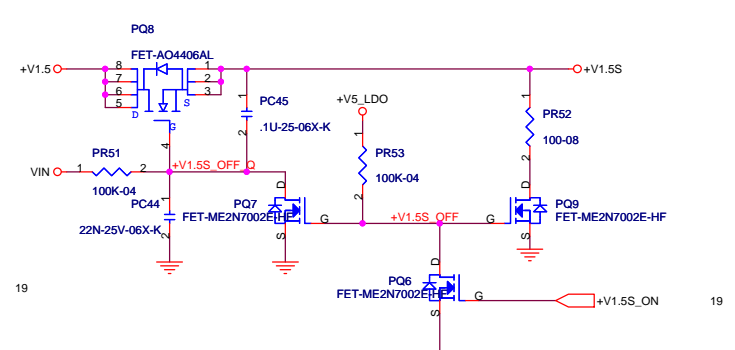 PQ8
FET-AO4406AL
+V1.5
8
7
6
5
D
S
G
4
1
2
3
+V1.5S
1
PC45
.1U-25-06X-K
2
+V5_LDO
1
PR53
100K-04
2
1
PR52
100-08
2
VIN
1
PR51
2
100K-04
+V1.5S_OFF_Q
1
PC44
22N-25V-06X-K
2
D
PQ7
FET-ME2N7002E-HF
G
S
+V1.5S_OFF
G
D
PQ9
FET-ME2N7002E-HF
S
D
PQ6
FET-ME2N7002E-HF
G
S
+V1.5S_ON
19
19